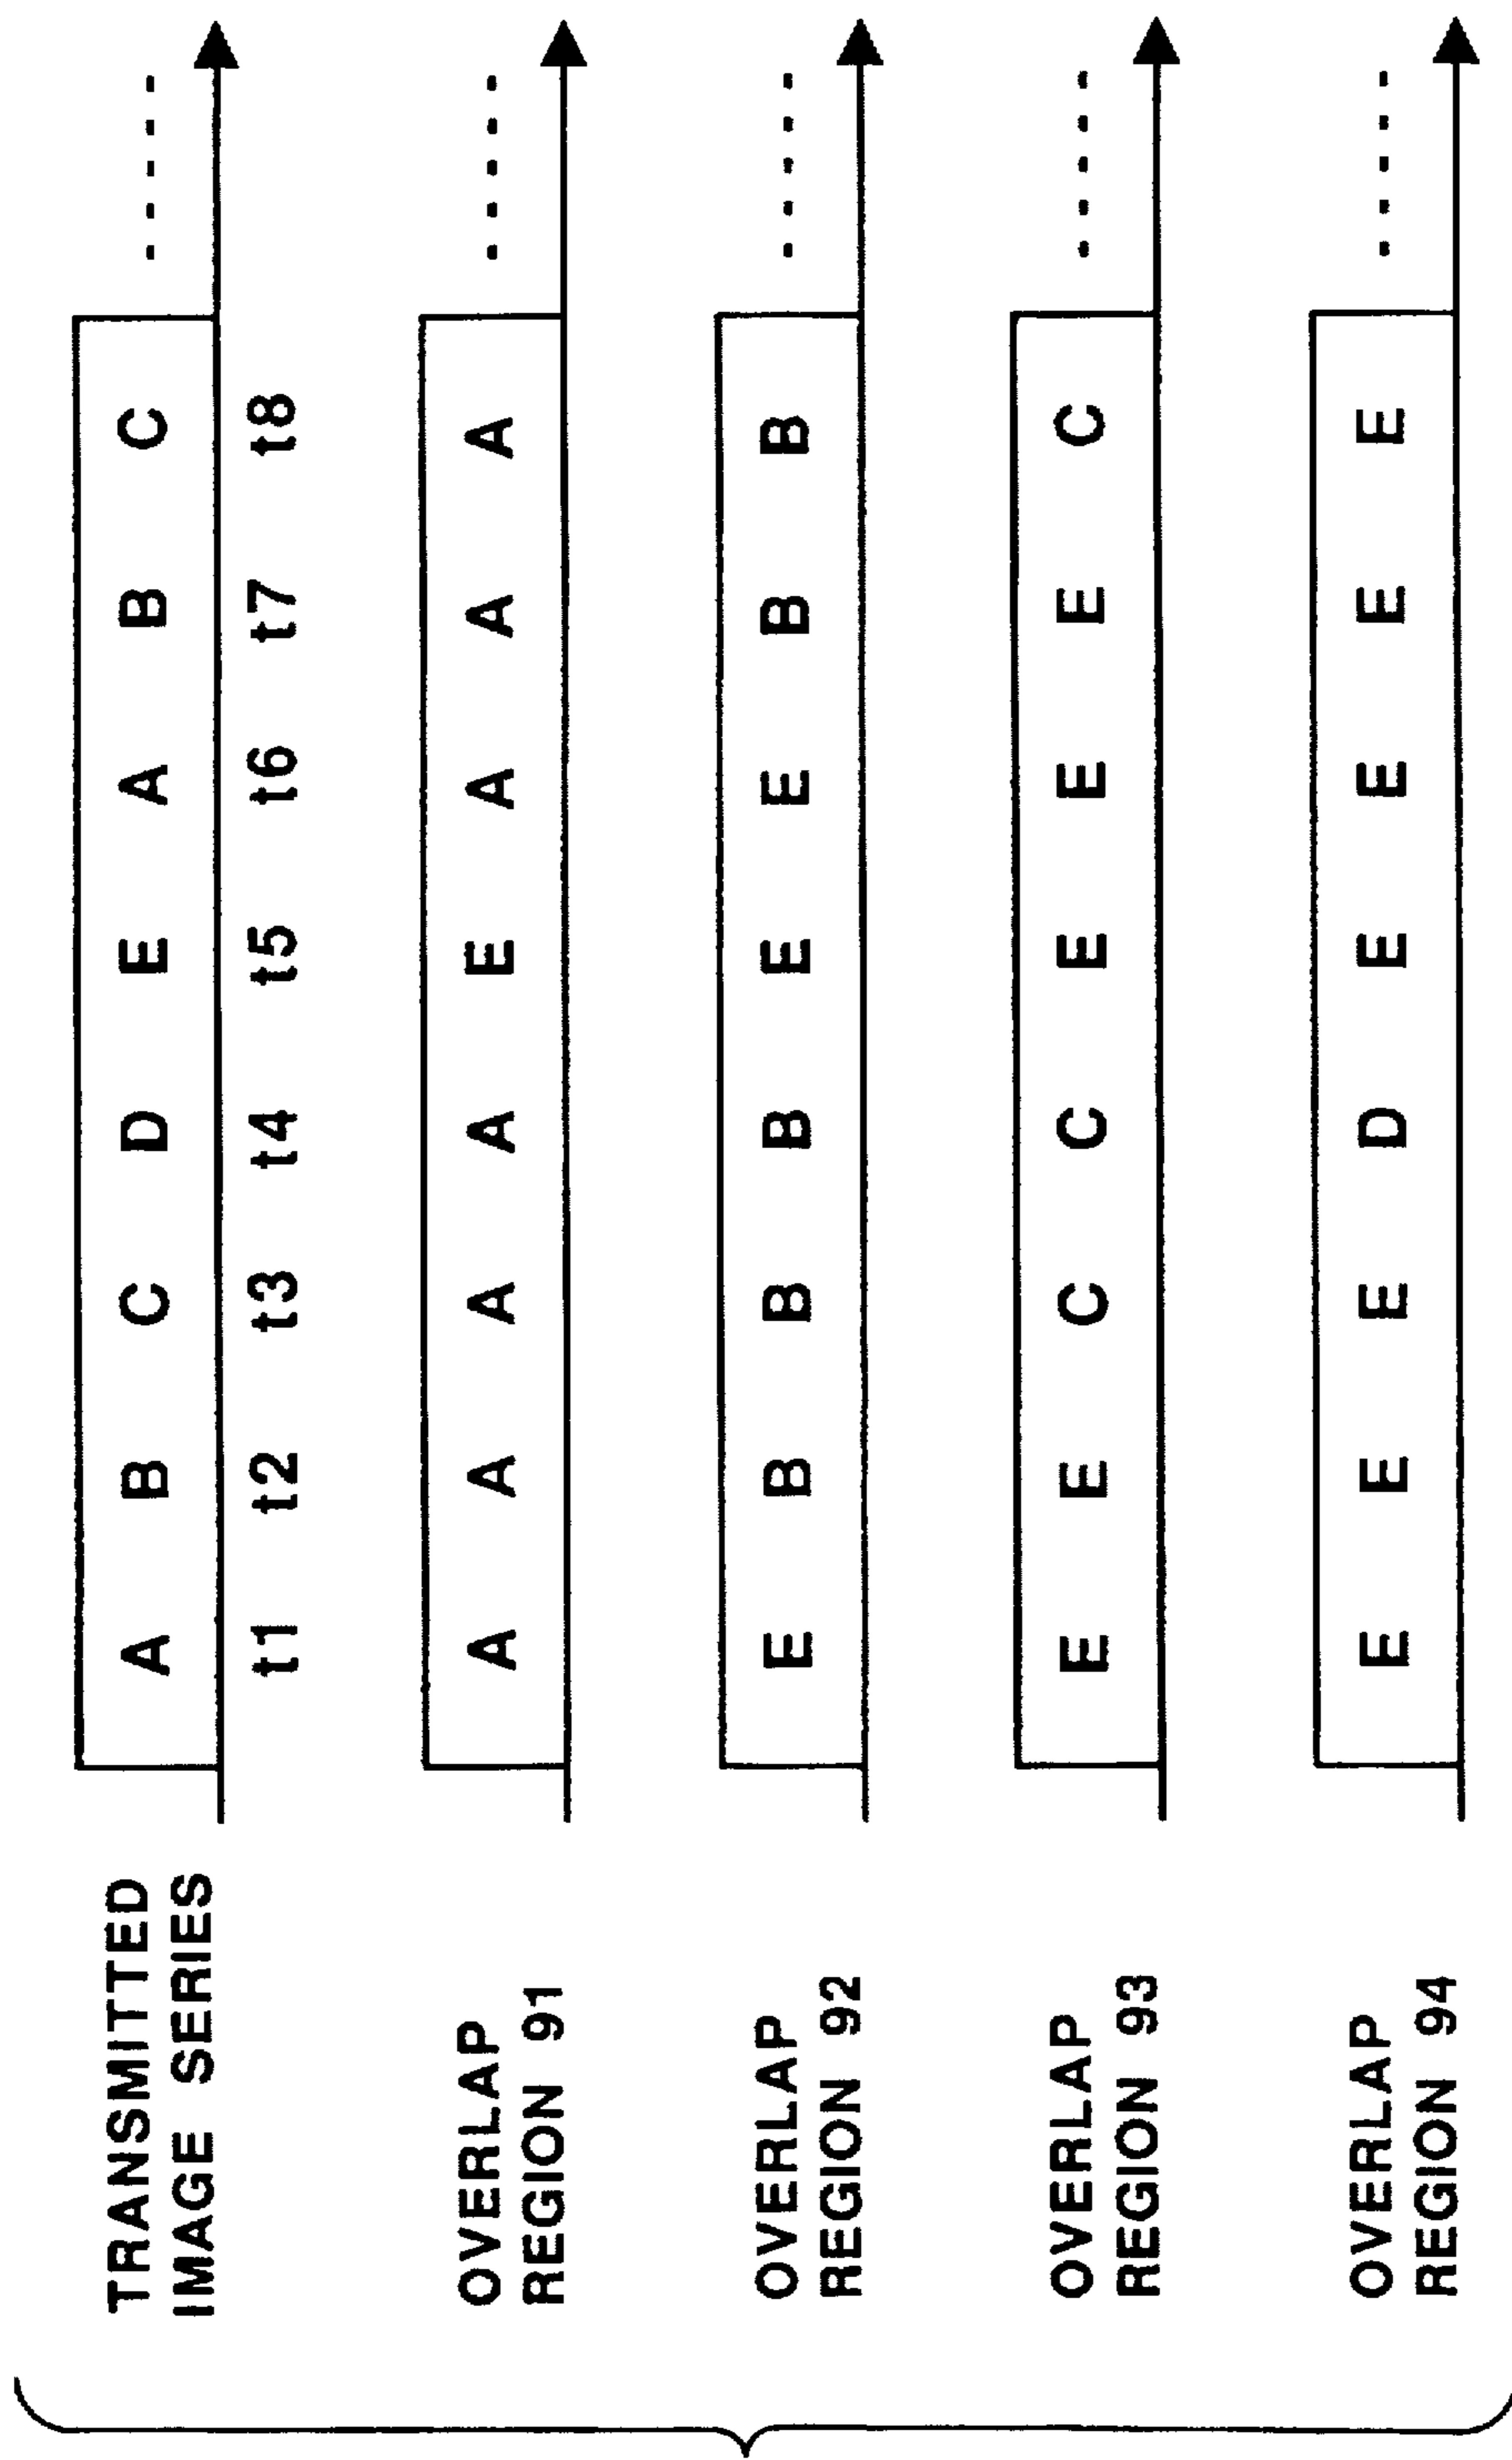 TRANSMITTED
IMAGE SERIES
A B C D E A B C
t1 t2 t3 t4 t5 t6 t7 t8
OVERLAP
REGION 91
A A A A E A A A
OVERLAP
REGION 92
E B B B E E B B
OVERLAP
REGION 93
E E C C E E E C
OVERLAP
REGION 94
E E E D E E E E